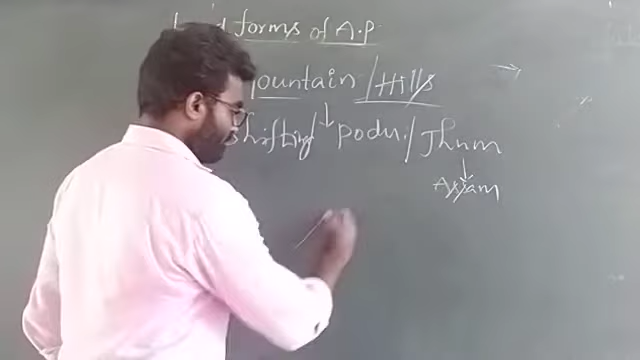 forms of A.P
ountain / Hills →
shifting / podu / Jhum
Assam